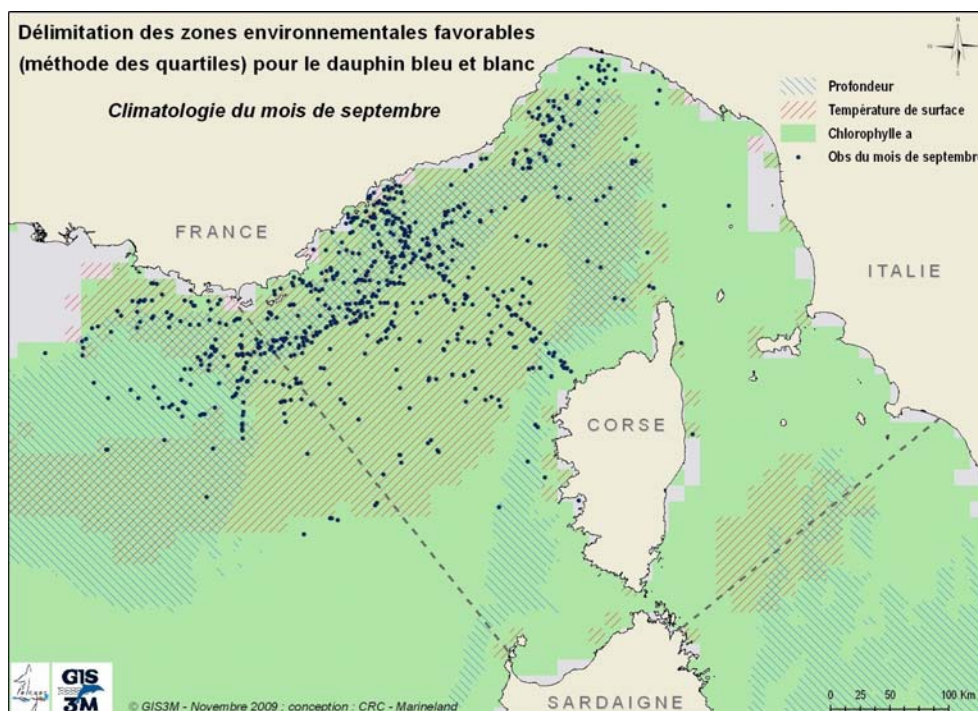 Délimitation des zones environnementales favorables
(méthode des quartiles) pour le dauphin bleu et blanc
Climatologie du mois de septembre
Profondeur
Température de surface
Chlorophylle a
Obs du mois de septembre
FRANCE
ITALIE
CORSE
SARDAIGNE
Pelagos
GIS
3M
© GIS3M - Novembre 2009 ; conception : CRC - Marineland
0 25 50 100 Km